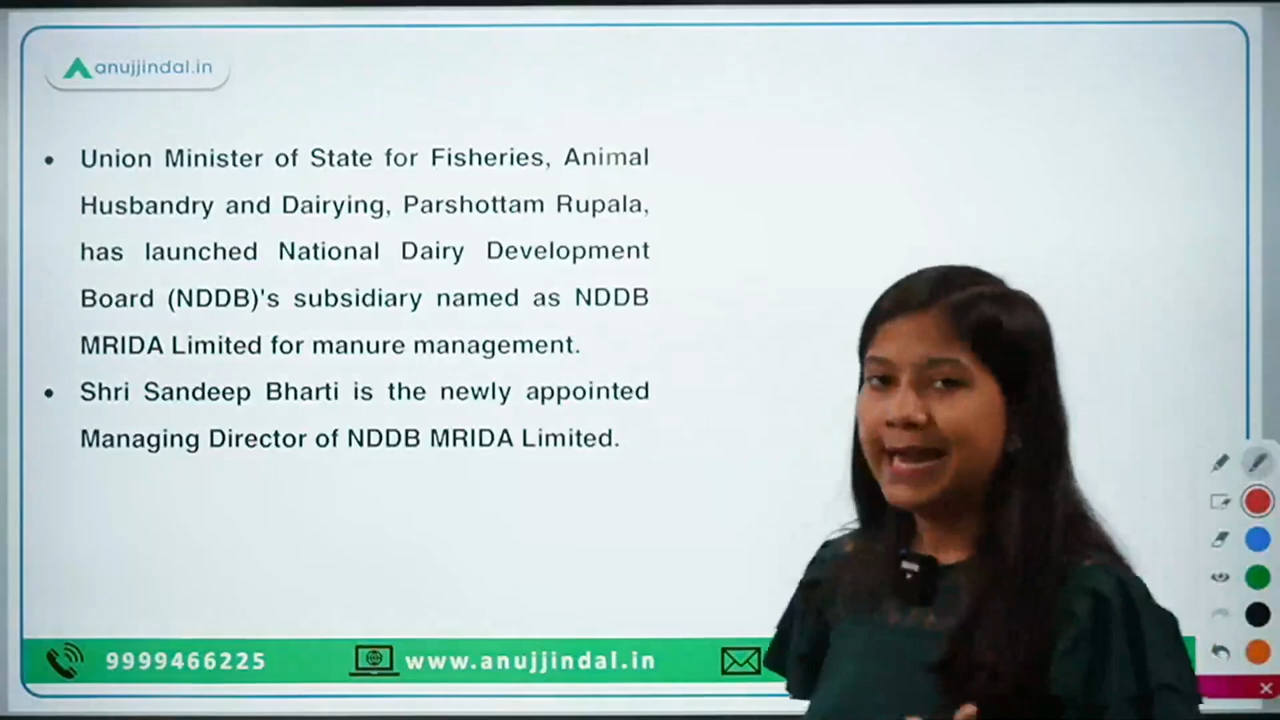 anujjindal.in
• Union Minister of State for Fisheries, Animal
Husbandry and Dairying, Parshottam Rupala,
has launched National Dairy Development
Board (NDDB)'s subsidiary named as NDDB
MRIDA Limited for manure management.
• Shri Sandeep Bharti is the newly appointed
Managing Director of NDDB MRIDA Limited.
9999466225
www.anujjindal.in